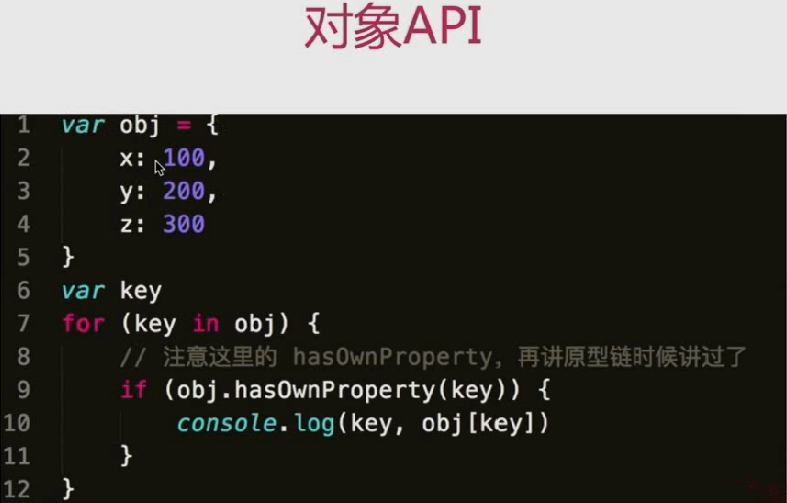 对象API
1 var obj = {
2 x: 100,
3 y: 200,
4 z: 300
5 }
6 var key
7 for (key in obj) {
8 // 注意这里的 hasOwnProperty，再讲原型链时候讲过了
9 if (obj.hasOwnProperty(key)) {
10 console.log(key, obj[key])
11 }
12 }